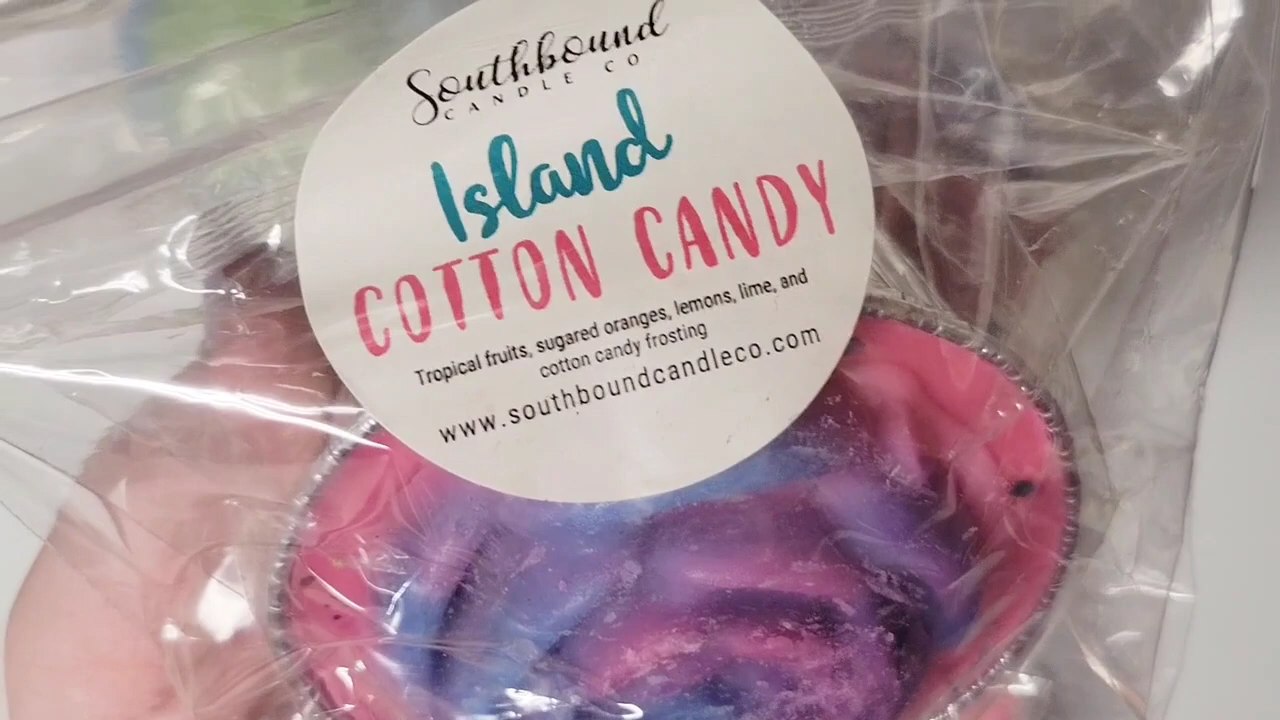 Southbound
CANDLE CO
Island
COTTON CANDY
Tropical fruits, sugared oranges, lemons, lime, and
cotton candy frosting
www.southboundcandleco.com